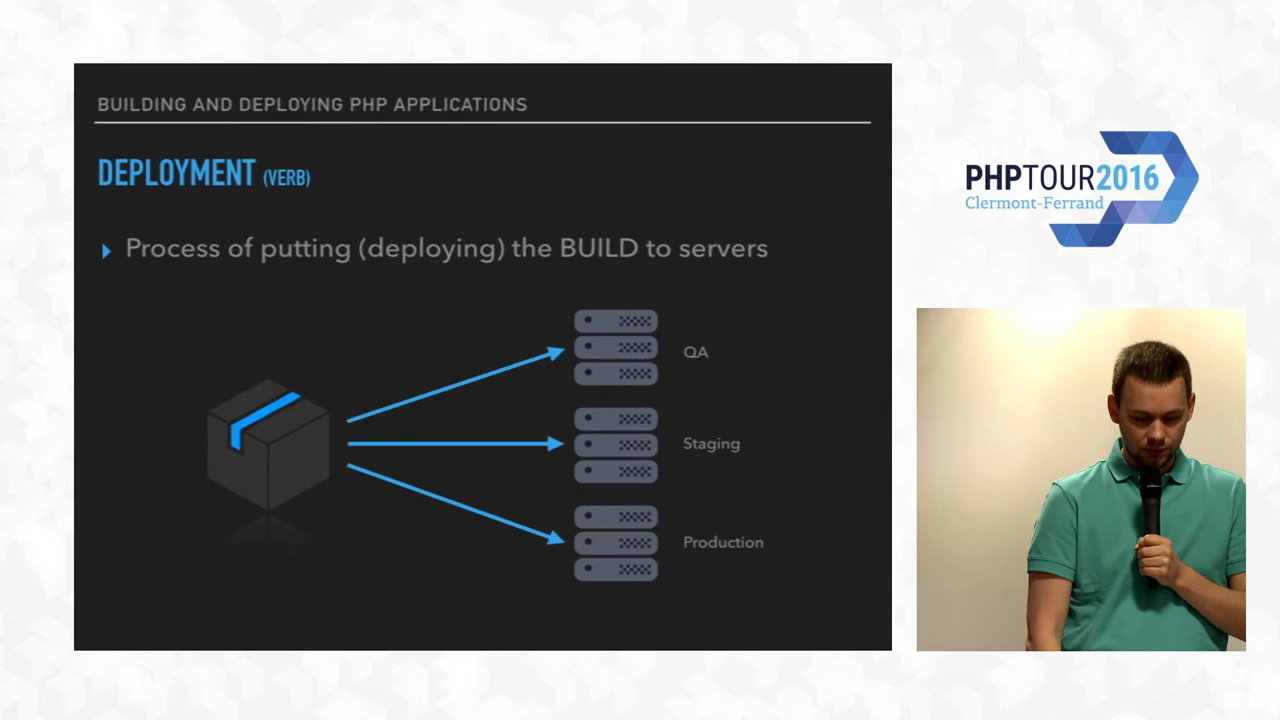 BUILDING AND DEPLOYING PHP APPLICATIONS
DEPLOYMENT (VERB)
Process of putting (deploying) the BUILD to servers
QA
Staging
Production
PHPTOUR2016
Clermont-Ferrand